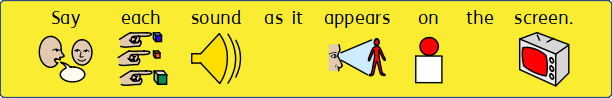 Say each sound as it appears on the screen.